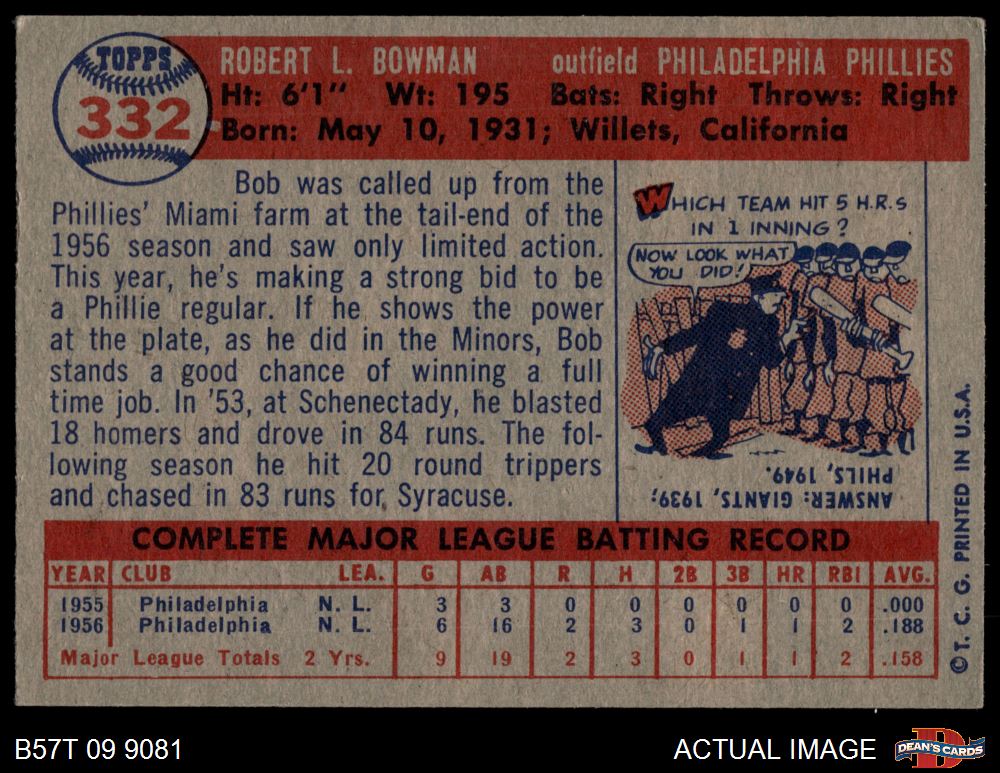 TOPPS
332
ROBERT L. BOWMAN outfield PHILADELPHIA PHILLIES
Ht: 6'1" Wt: 195 Bats: Right Throws: Right
Born: May 10, 1931; Willets, California
Bob was called up from the
Phillies' Miami farm at the tail-end of the
1956 season and saw only limited action.
This year, he's making a strong bid to be
a Phillie regular. If he shows the power
at the plate, as he did in the Minors, Bob
stands a good chance of winning a full
time job. In '53, at Schenectady, he blasted
18 homers and drove in 84 runs. The fol-
lowing season he hit 20 round trippers
and chased in 83 runs for Syracuse.
WHICH TEAM HIT 5 H.R.s
IN 1 INNING?
NOW LOOK WHAT
YOU DID!
ANSWER: GIANTS, 1939;
PHILS, 1949.
COMPLETE MAJOR LEAGUE BATTING RECORD
YEAR CLUB LEA. G AB R H 2B 3B HR RBI AVG.
1955 Philadelphia N. L. 3 3 0 0 0 0 0 0 .000
1956 Philadelphia N. L. 6 16 2 3 0 1 1 2 .188
Major League Totals 2 Yrs. 9 19 2 3 0 1 1 2 .158
© T. C. G. PRINTED IN U.S.A.
B57T 09 9081
ACTUAL IMAGE
D
DEAN'S CARDS